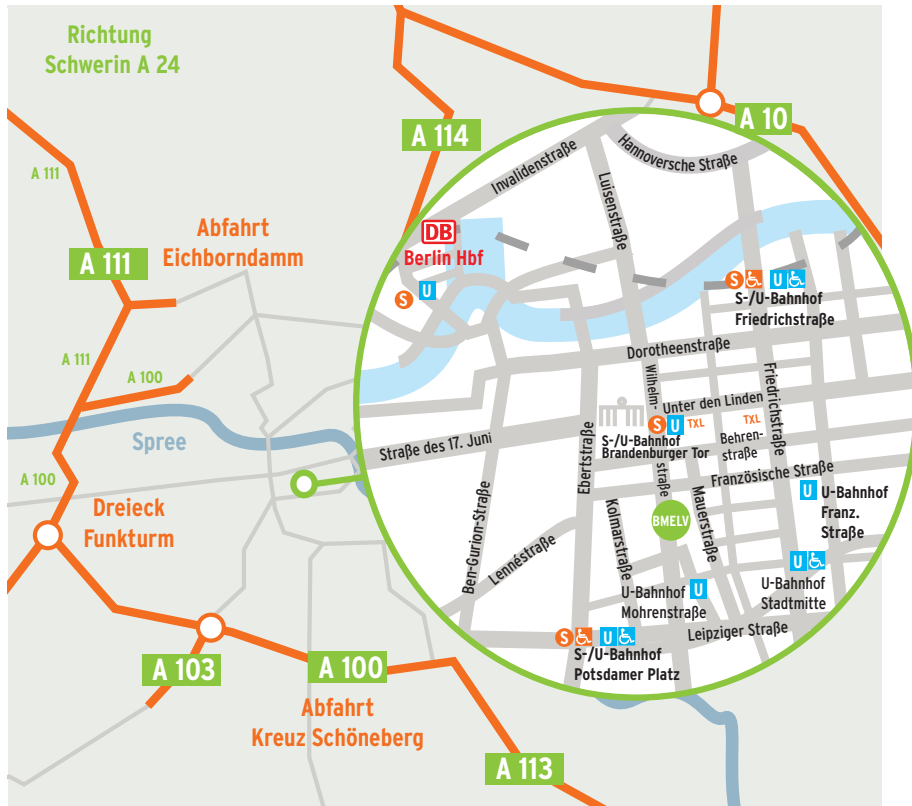 Richtung
Schwerin A 24
A 10
A 114
A 111
Abfahrt
Eichborndamm
A 111
A 111
A 100
Spree
A 100
Dreieck
Funkturm
A 103
A 100
Abfahrt
Kreuz Schöneberg
A 113
Invalidenstraße
Hannoversche Straße
Luisenstraße
DB
Berlin Hbf
S
U
S
U
S-/U-Bahnhof
Friedrichstraße
Dorotheenstraße
Wilhelm-
straße
Friedrichstraße
Unter den Linden
S
U
TXL
TXL
S-/U-Bahnhof
Brandenburger Tor
Behren-
straße
Straße des 17. Juni
Ebertstraße
Französische Straße
Ben-Gurion-Straße
Lennéstraße
Kolmarstraße
Mauerstraße
BMELV
U
U-Bahnhof
Franz.
Straße
U
U-Bahnhof
Stadtmitte
U-Bahnhof
U
Mohrenstraße
Leipziger Straße
S
U
S-/U-Bahnhof
Potsdamer Platz